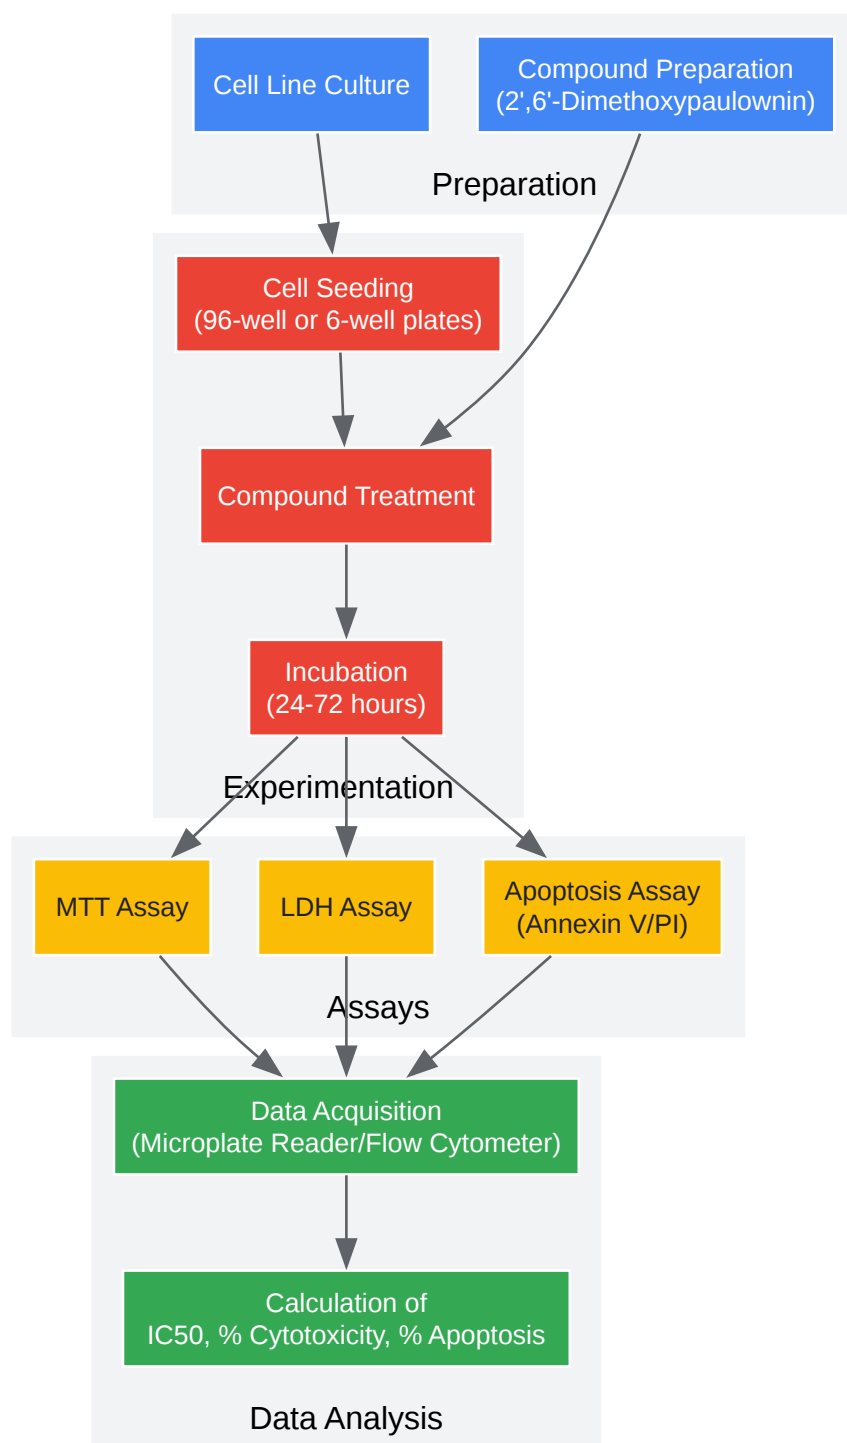 Cell Line Culture
Compound Preparation
(2',6'-Dimethoxypaulownin)
Preparation
Cell Seeding
(96-well or 6-well plates)
Compound Treatment
Incubation
(24-72 hours)
Experimentation
MTT Assay
LDH Assay
Apoptosis Assay
(Annexin V/PI)
Assays
Data Acquisition
(Microplate Reader/Flow Cytometer)
Calculation of
IC50, % Cytotoxicity, % Apoptosis
Data Analysis